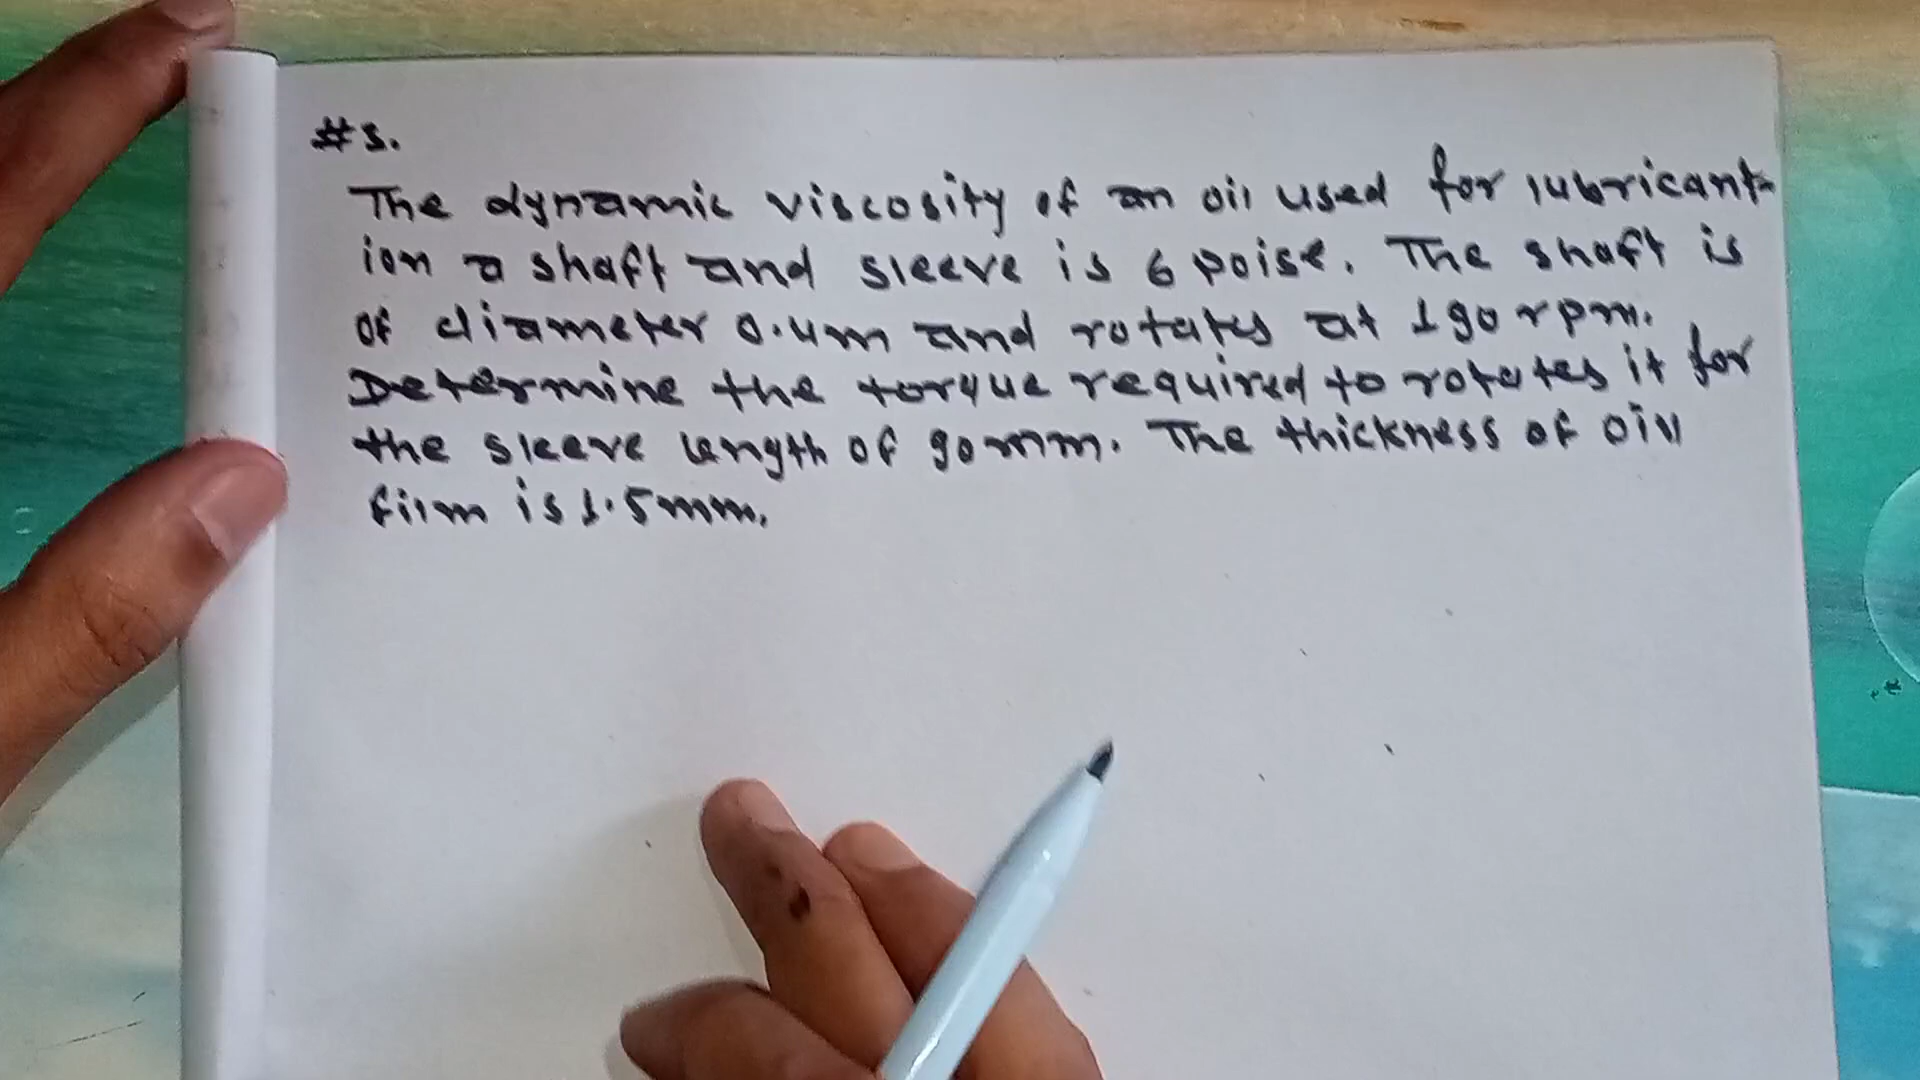 #1.
The dynamic viscosity of an oil used for lubricant-
ion a shaft and sleeve is 6 poise. The shaft is
of diameter 0.4m and rotates at 190 rpm.
Determine the torque required to rotates it for
the sleeve length of 90mm. The thickness of oil
film is 1.5mm.